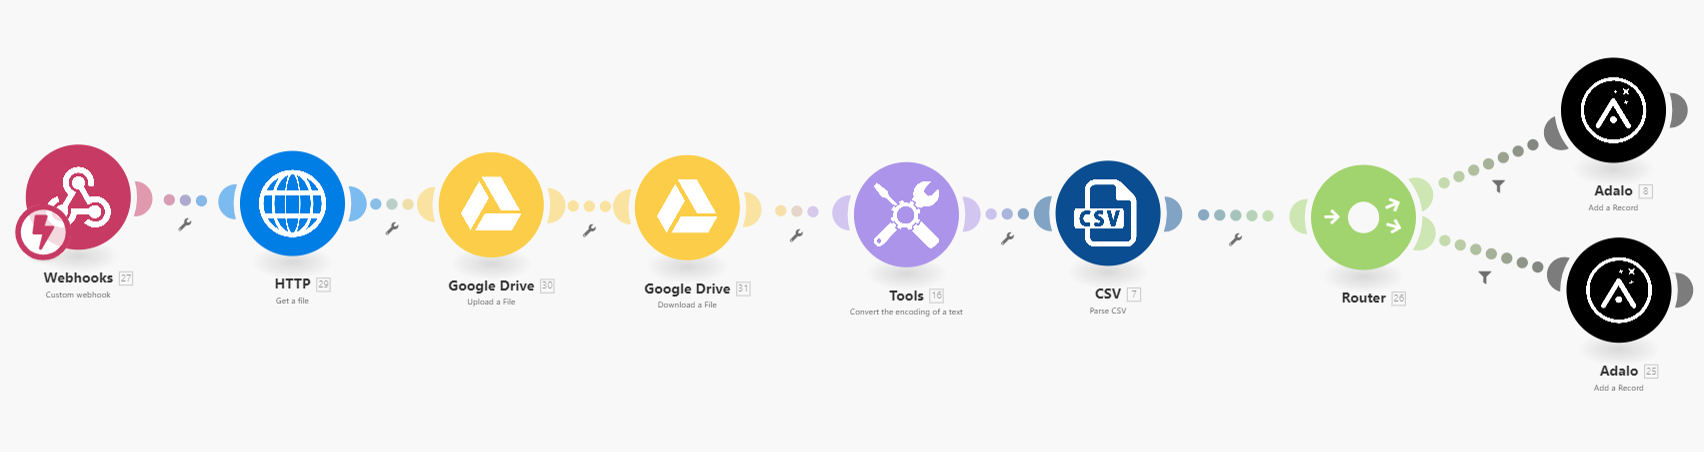 Webhooks 27
Custom webhook
HTTP 29
Get a file
Google Drive 30
Upload a File
Google Drive 31
Download a File
Tools 16
Convert the encoding of a text
CSV
CSV 7
Parse CSV
Router 26
Adalo 8
Add a Record
Adalo 25
Add a Record